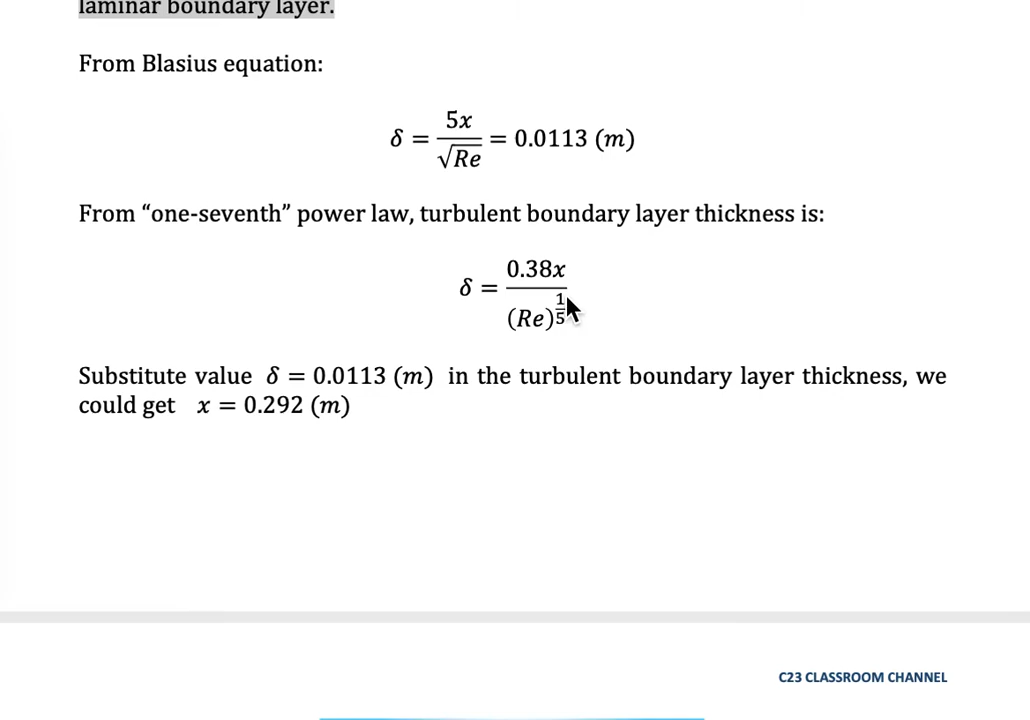 laminar boundary layer.
From Blasius equation:
δ = 5x / √Re = 0.0113 (m)
From “one-seventh” power law, turbulent boundary layer thickness is:
δ = 0.38x / (Re)^(1/5)
Substitute value δ = 0.0113 (m) in the turbulent boundary layer thickness, we
could get x = 0.292 (m)
C23 CLASSROOM CHANNEL